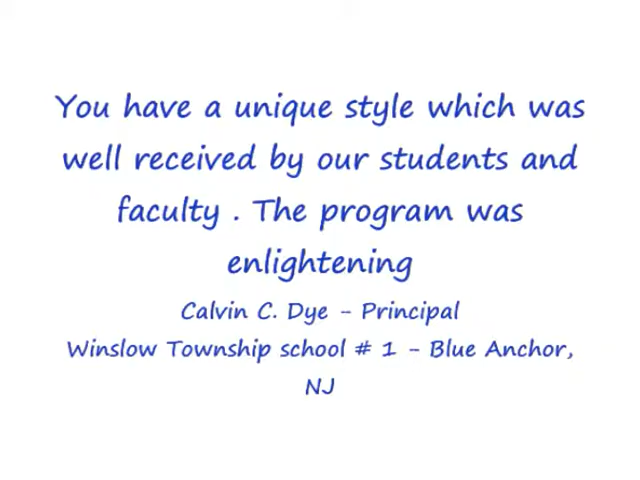 You have a unique style which was
well received by our students and
faculty . The program was
enlightening
Calvin C. Dye - Principal
Winslow Township school # 1 - Blue Anchor,
NJ